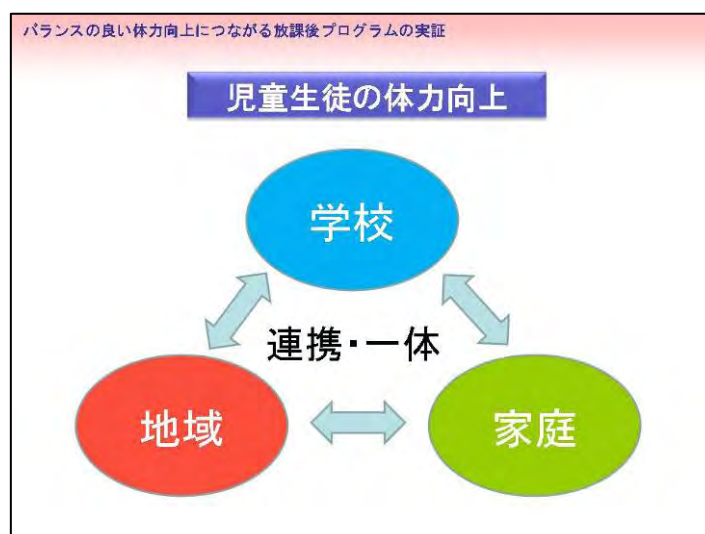 バランスの良い体力向上につながる放課後プログラムの実証
児童生徒の体力向上
学校
連携・一体
地域
家庭